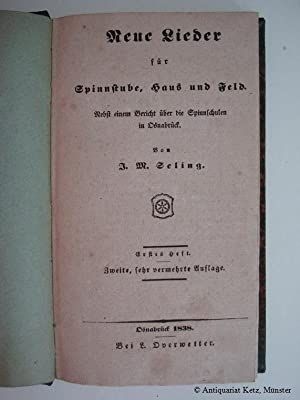 Neue Lieder
für
Spinnstube, Haus und Feld.
Nebst einem Bericht über die Spinnschulen
in Osnabrück.
Von
J. M. Seling.
Erstes Heft.
Zweite, sehr vermehrte Auflage.
Osnabrück 1838.
Bei L. Overwetter.
© Antiquariat Ketz, Münster